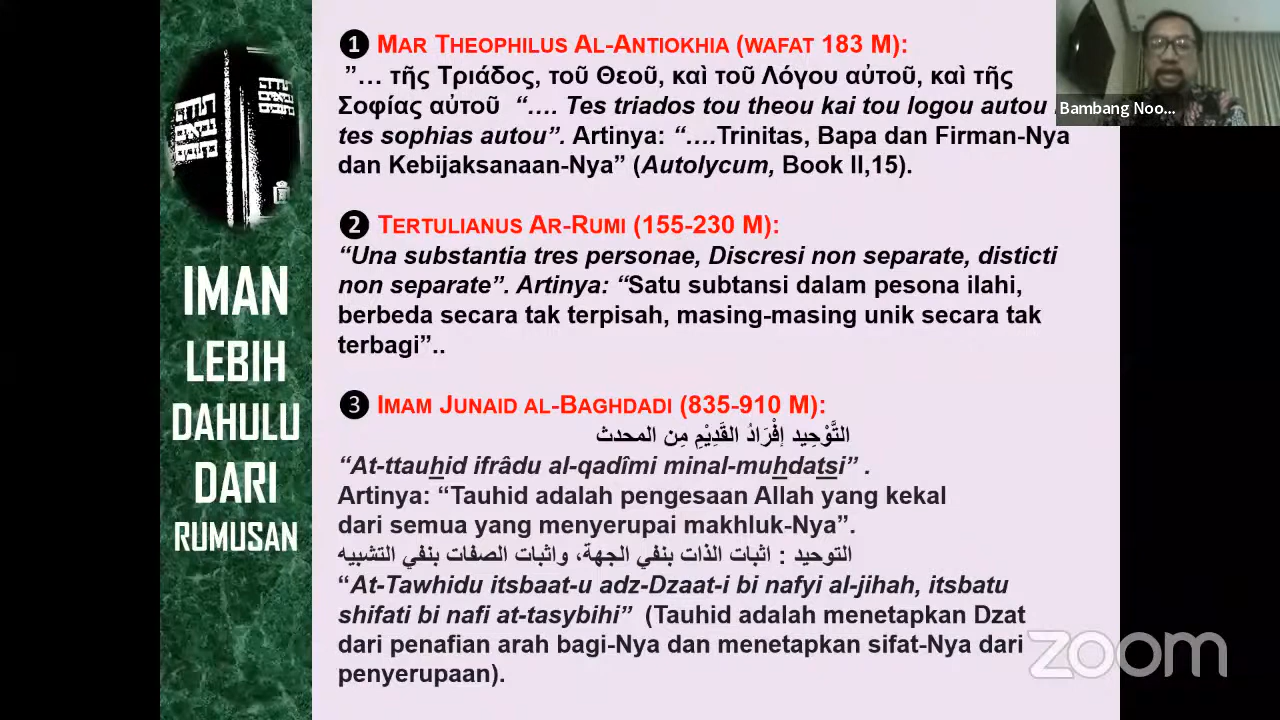 IMAN
LEBIH
DAHULU
DARI
RUMUSAN
❶ MAR THEOPHILUS AL-ANTIOKHIA (WAFAT 183 M):
”… τῆς Τριάδος, τοῦ Θεοῦ, καὶ τοῦ Λόγου αὐτοῦ, καὶ τῆς
Σοφίας αὐτοῦ “…. Tes triados tou theou kai tou logou autou
tes sophias autou”. Artinya: “….Trinitas, Bapa dan Firman-Nya
dan Kebijaksanaan-Nya” (Autolycum, Book II,15).
❷ TERTULIANUS AR-RUMI (155-230 M):
“Una substantia tres personae, Discresi non separate, disticti
non separate”. Artinya: “Satu subtansi dalam pesona ilahi,
berbeda secara tak terpisah, masing-masing unik secara tak
terbagi”..
❸ IMAM JUNAID AL-BAGHDADI (835-910 M):
التَّوْحِيد إفْرَادُ القَدِيْمِ مِن المحدث
“At-ttauhid ifrâdu al-qadîmi minal-muhdatsi” .
Artinya: “Tauhid adalah pengesaan Allah yang kekal
dari semua yang menyerupai makhluk-Nya”.
التوحيد : اثبات الذات بنفي الجهة، واثبات الصفات بنفي التشبيه
“At-Tawhidu itsbaat-u adz-Dzaat-i bi nafyi al-jihah, itsbatu
shifati bi nafi at-tasybihi” (Tauhid adalah menetapkan Dzat
dari penafian arah bagi-Nya dan menetapkan sifat-Nya dari
penyerupaan).
Bambang Noo...
zoom